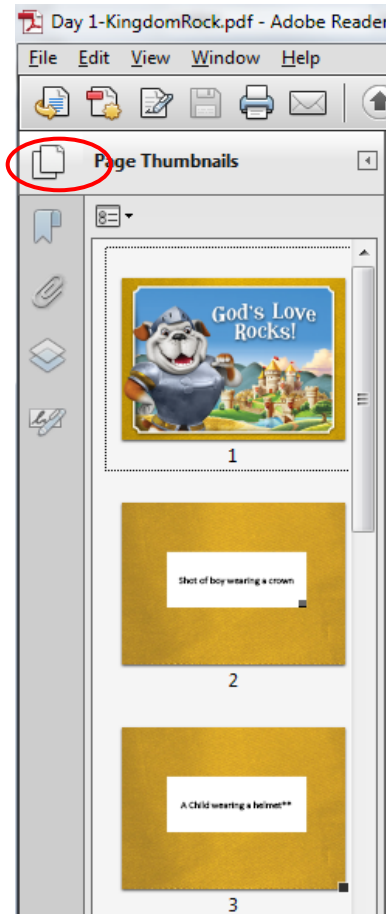 Day 1-KingdomRock.pdf - Adobe Reader
File Edit View Window Help
Page Thumbnails
God's Love
Rocks!
1
Shot of boy wearing a crown
2
A Child wearing a helmet**
3